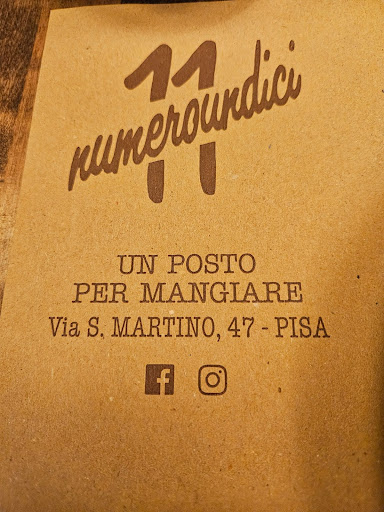 11
numeroundici
UN POSTO
PER MANGIARE
Via S. MARTINO, 47 - PISA